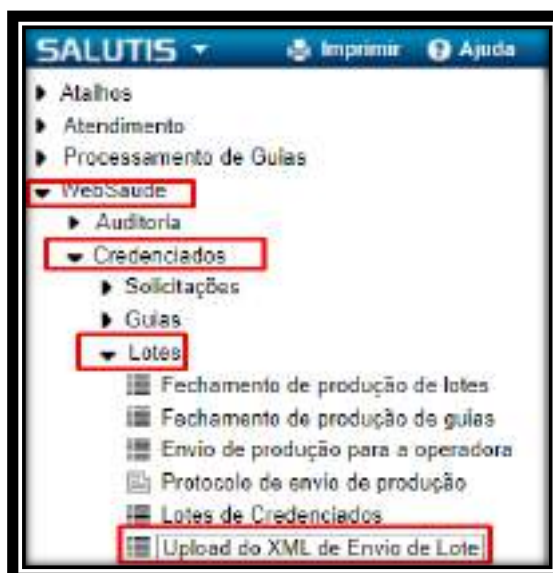 SALUTIS Imprimir Ajuda
Atalhos
Atendimento
Processamento de Guias
WebSaude
Auditoria
Credenciados
Solicitações
Guias
Lotes
Fechamento de produção de lotes
Fechamento de produção de guias
Envio de produção para a operadora
Protocolo de envio de produção
Lotes de Credenciados
Upload do XML de Envio de Lote